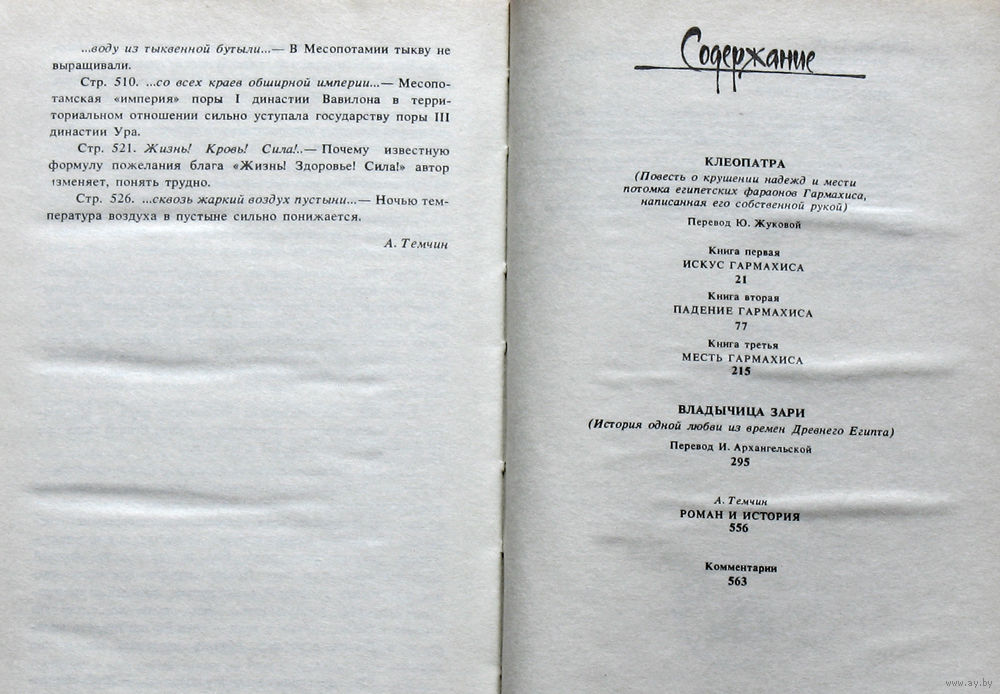 ...воду из тыквенной бутыли...— В Месопотамии тыкву не
выращивали.
Стр. 510. ...со всех краев обширной империи...— Месопо-
тамская «империя» поры I династии Вавилона в терри-
ториальном отношении сильно уступала государству поры III
династии Ура.
Стр. 521. Жизнь! Кровь! Сила!..— Почему известную
формулу пожелания блага «Жизнь! Здоровье! Сила!» автор
изменяет, понять трудно.
Стр. 526. ...сквозь жаркий воздух пустыни...— Ночью тем-
пература воздуха в пустыне сильно понижается.
А. Темчин
Содержание
КЛЕОПАТРА
(Повесть о крушении надежд и мести
потомка египетских фараонов Гармахиса,
написанная его собственной рукой)
Перевод Ю. Жуковой
Книга первая
ИСКУС ГАРМАХИСА
21
Книга вторая
ПАДЕНИЕ ГАРМАХИСА
77
Книга третья
МЕСТЬ ГАРМАХИСА
215
ВЛАДЫЧИЦА ЗАРИ
(История одной любви из времен Древнего Египта)
Перевод И. Архангельской
295
А. Темчин
РОМАН И ИСТОРИЯ
556
Комментарии
563
www.ay.by